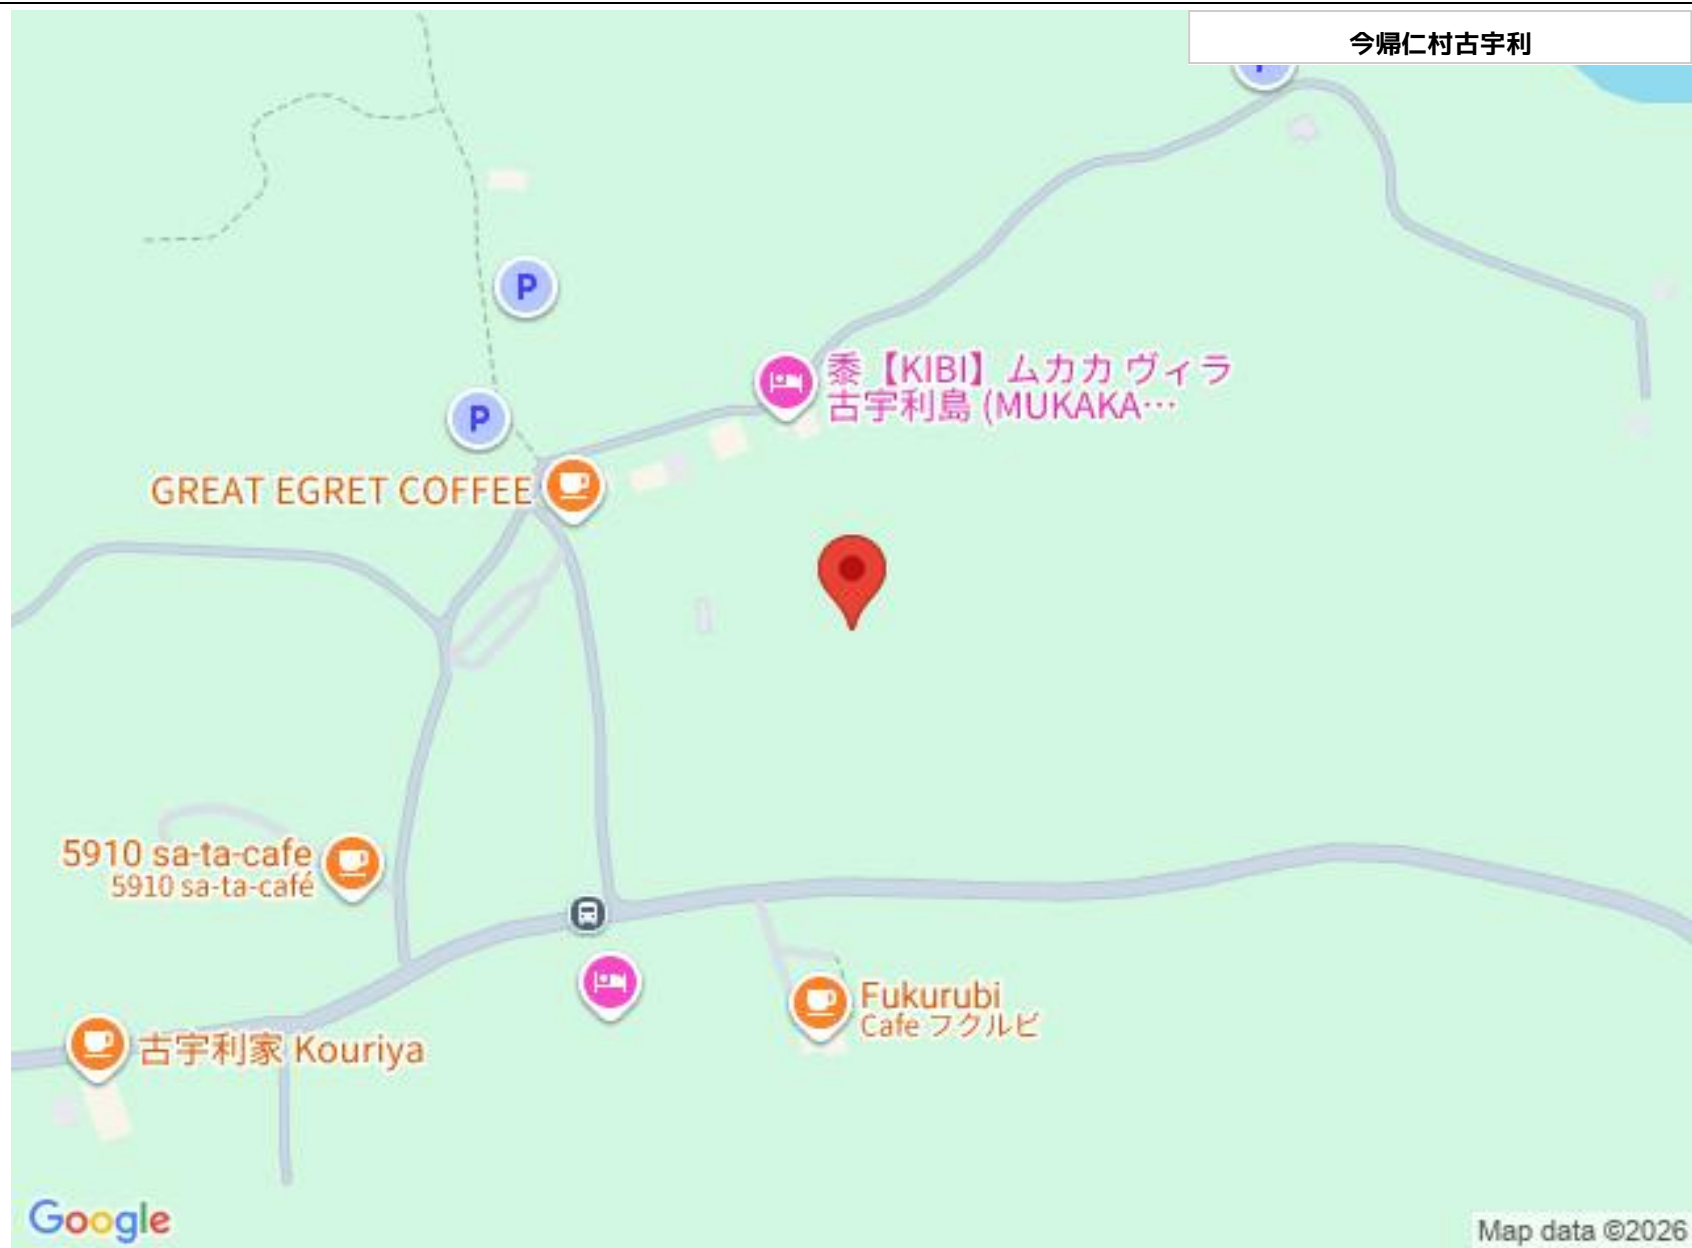 今帰仁村古宇利
P
P
黍【KIBI】ムカカ ヴィラ
古宇利島 (MUKAKA…
GREAT EGRET COFFEE
5910 sa-ta-cafe
5910 sa-ta-café
Fukurubi
Cafe フクルビ
古宇利家 Kouriya
Google
Map data ©2026